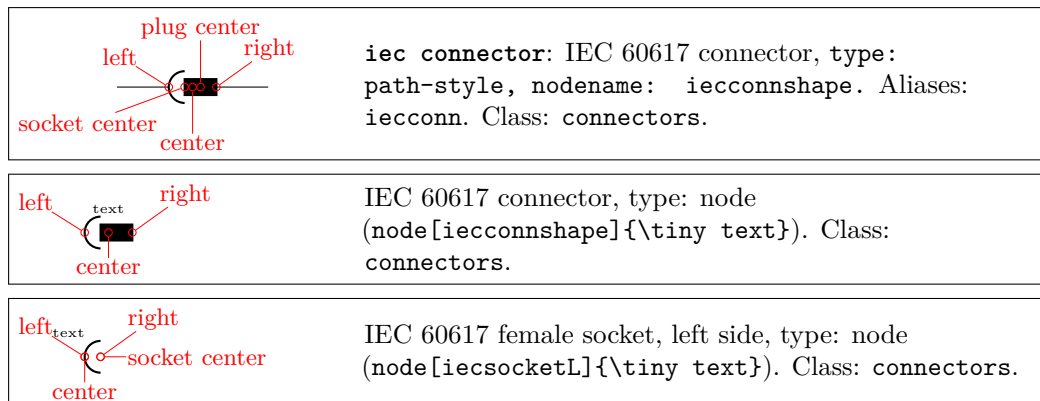 plug center
left
right
socket center
center
iec connector: IEC 60617 connector, type:
path-style, nodename: iecconnshape. Aliases:
iecconn. Class: connectors.
left
text
right
center
IEC 60617 connector, type: node
(node[iecconnshape]{\tiny text}). Class:
connectors.
left
text
right
socket center
center
IEC 60617 female socket, left side, type: node
(node[iecsocketL]{\tiny text}). Class: connectors.